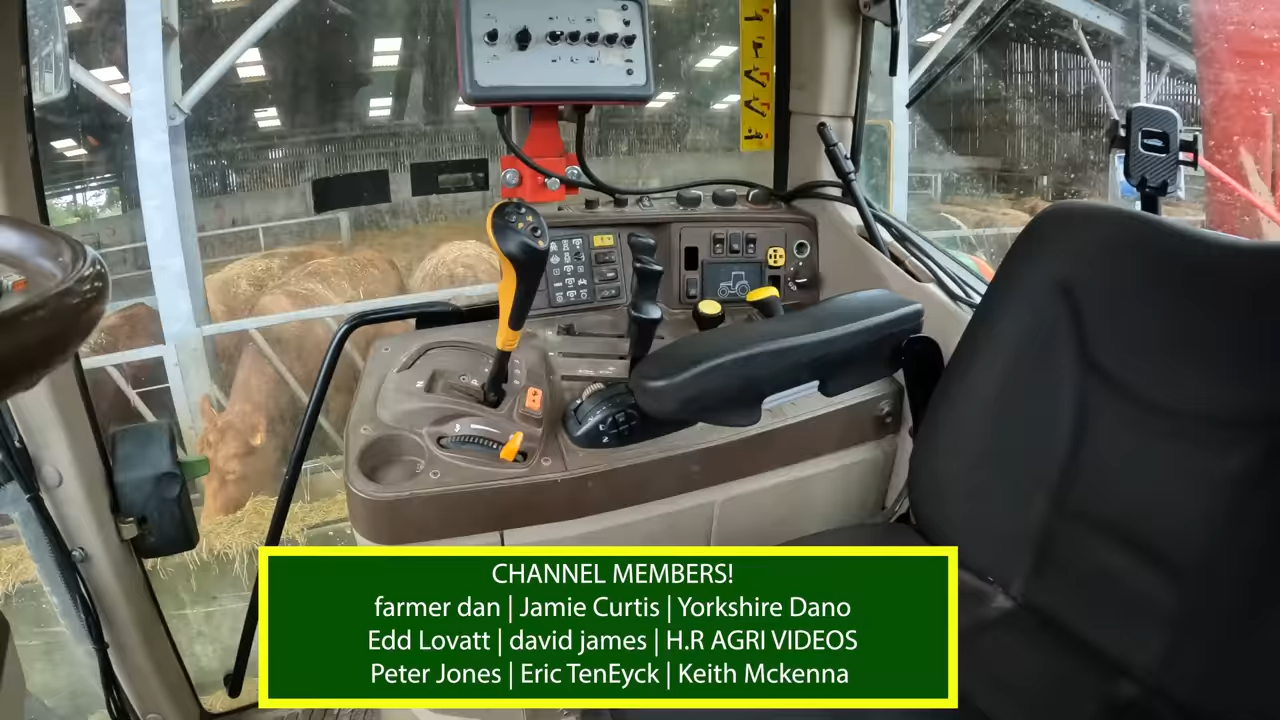 CHANNEL MEMBERS!
farmer dan | Jamie Curtis | Yorkshire Dano
Edd Lovatt | david james | H.R AGRI VIDEOS
Peter Jones | Eric TenEyck | Keith Mckenna